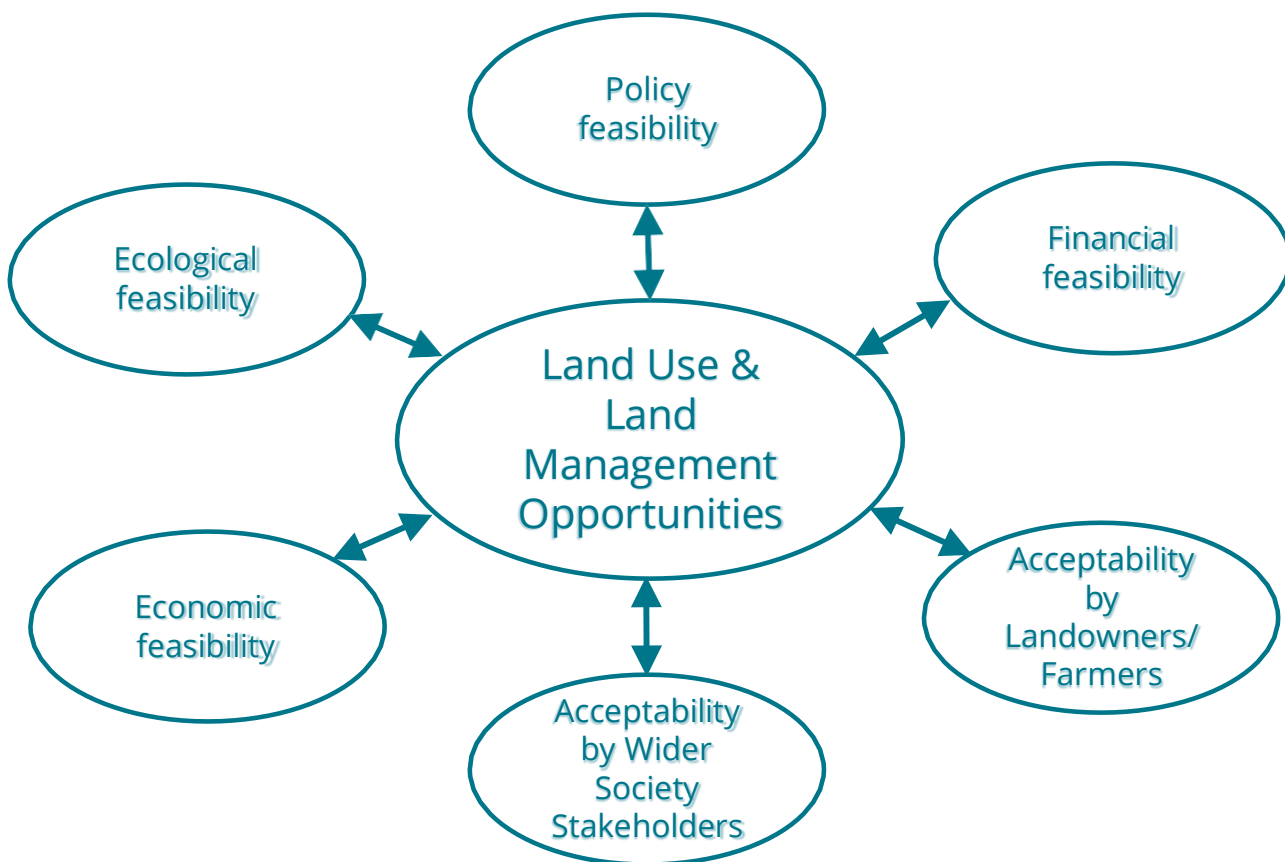 Policy
feasibility
Ecological
feasibility
Financial
feasibility
Land Use &
Land
Management
Opportunities
Economic
feasibility
Acceptability
by
Landowners/
Farmers
Acceptability
by Wider
Society
Stakeholders